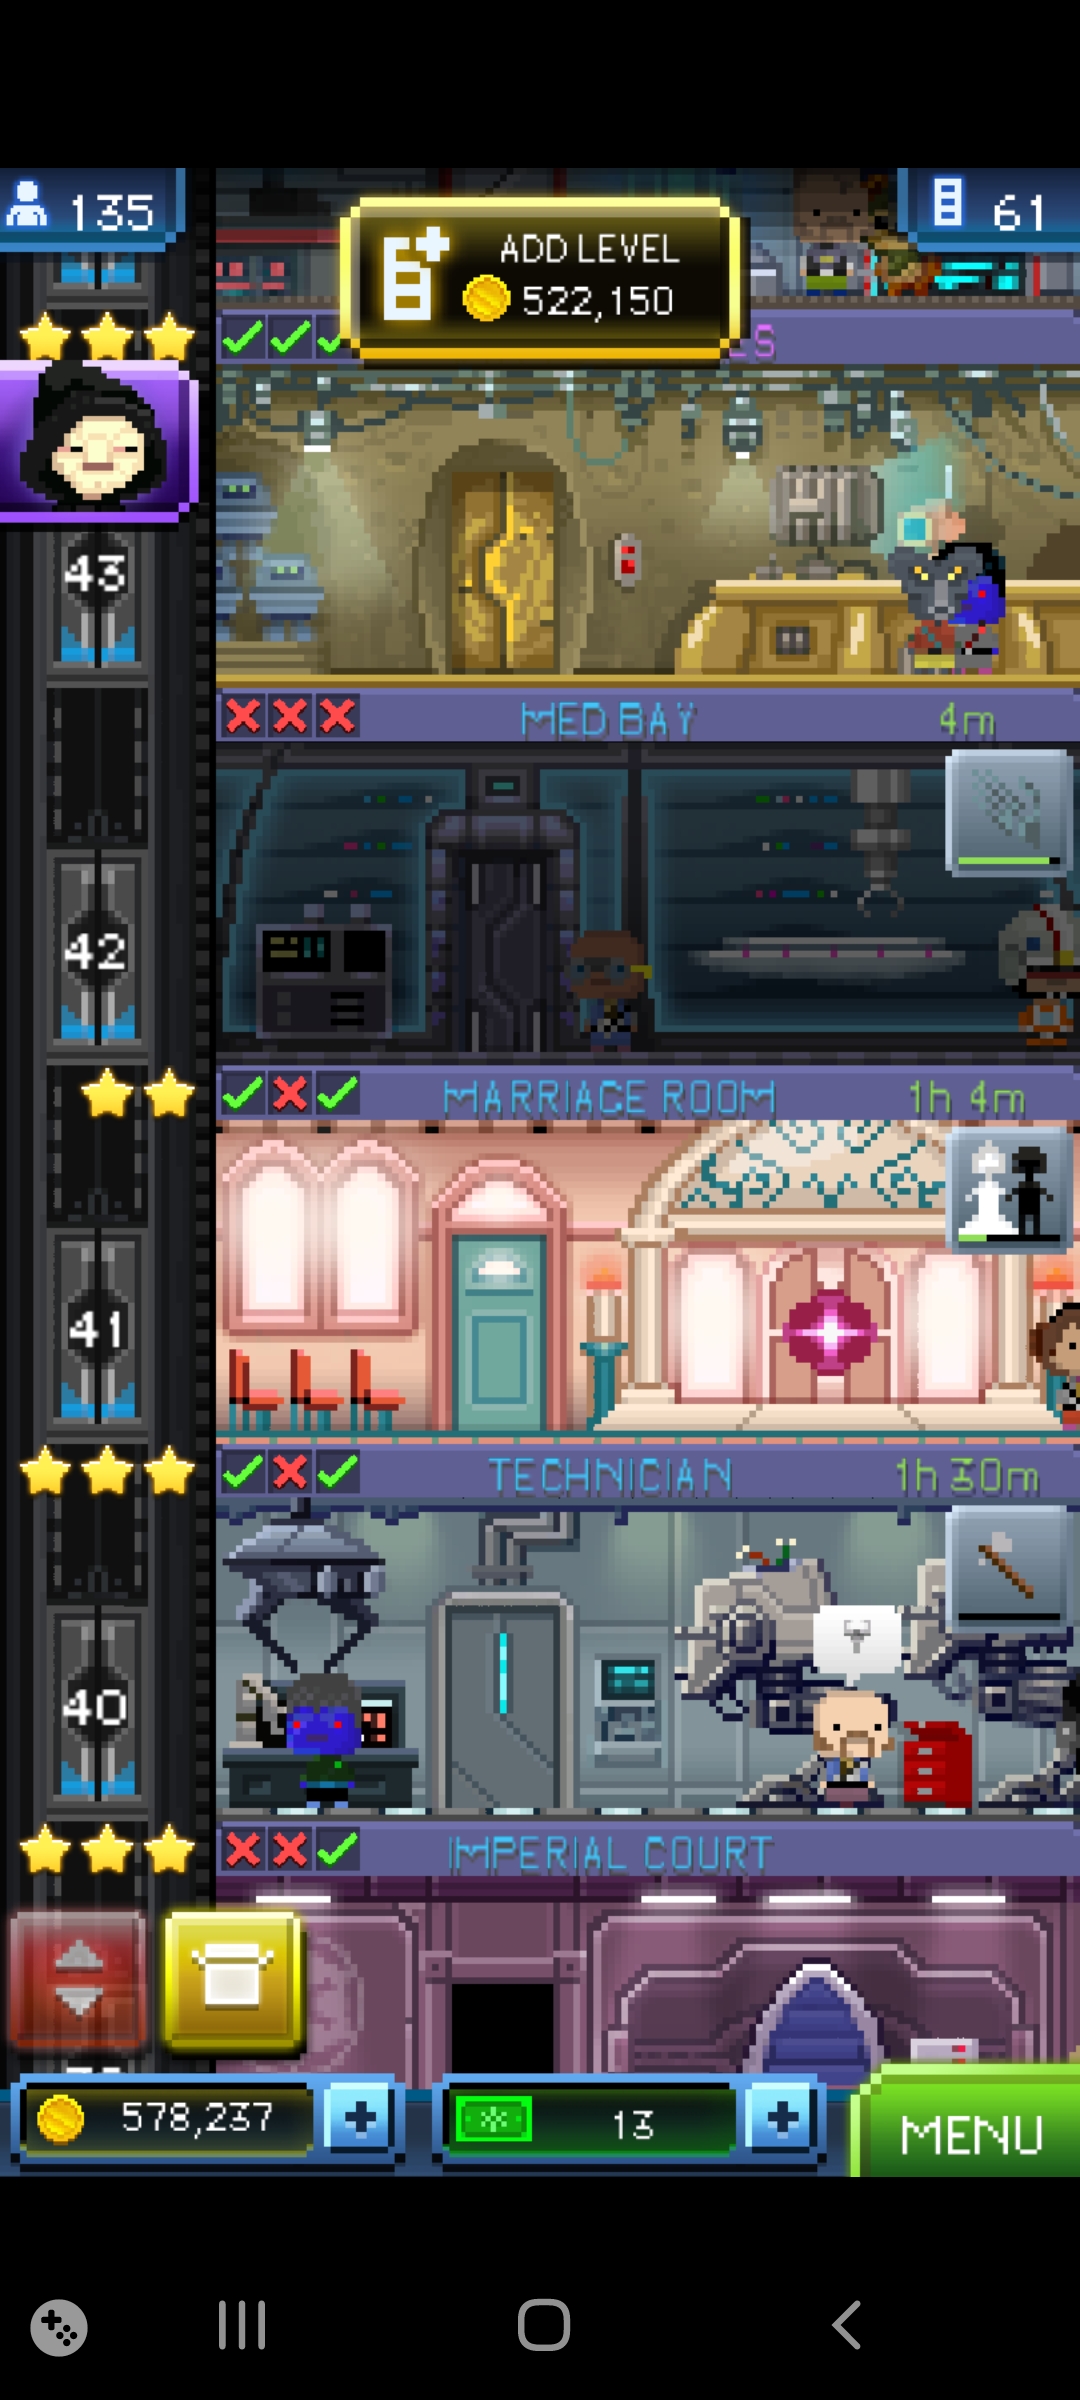 135
ADD LEVEL
522,150
61
43
MED BAY
4m
42
MARRIAGE ROOM
1h 4m
41
TECHNICIAN
1h 30m
40
IMPERIAL COURT
578,237
13
MENU